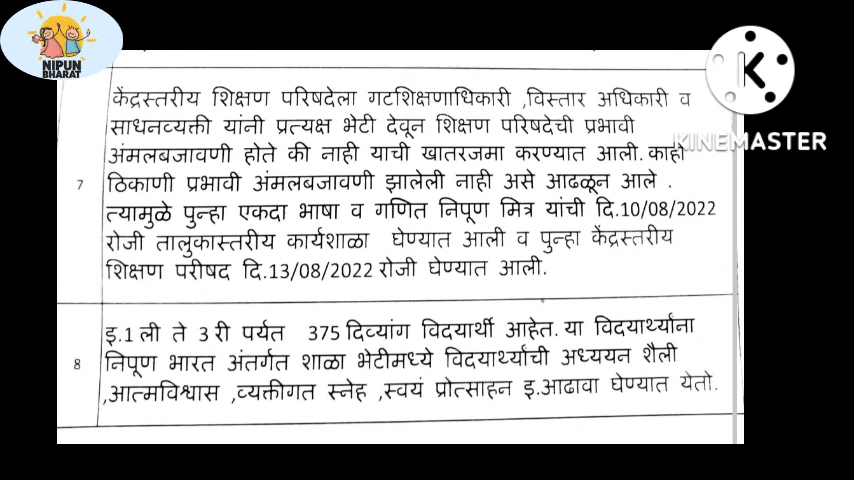 NIPUN
BHARAT
KINEMASTER
केंद्रस्तरीय शिक्षण परिषदेला गटशिक्षणाधिकारी ,विस्तार अधिकारी व
साधनव्यक्ती यांनी प्रत्यक्ष भेटी देवून शिक्षण परिषदेची प्रभावी
अंमलबजावणी होते की नाही याची खातरजमा करण्यात आली. काही
7 ठिकाणी प्रभावी अंमलबजावणी झालेली नाही असे आढळून आले .
त्यामुळे पुन्हा एकदा भाषा व गणित निपूण मित्र यांची दि.10/08/2022
रोजी तालुकास्तरीय कार्यशाळा घेण्यात आली व पुन्हा केंद्रस्तरीय
शिक्षण परीषद दि.13/08/2022 रोजी घेण्यात आली.
इ.1 ली ते 3 री पर्यत 375 दिव्यांग विदयार्थी आहेत. या विदयार्थ्यांना
8 निपूण भारत अंतर्गत शाळा भेटीमध्ये विदयार्थ्यांची अध्ययन शैली
,आत्मविश्वास ,व्यक्तीगत स्नेह ,स्वयं प्रोत्साहन इ.आढावा घेण्यात येतो.